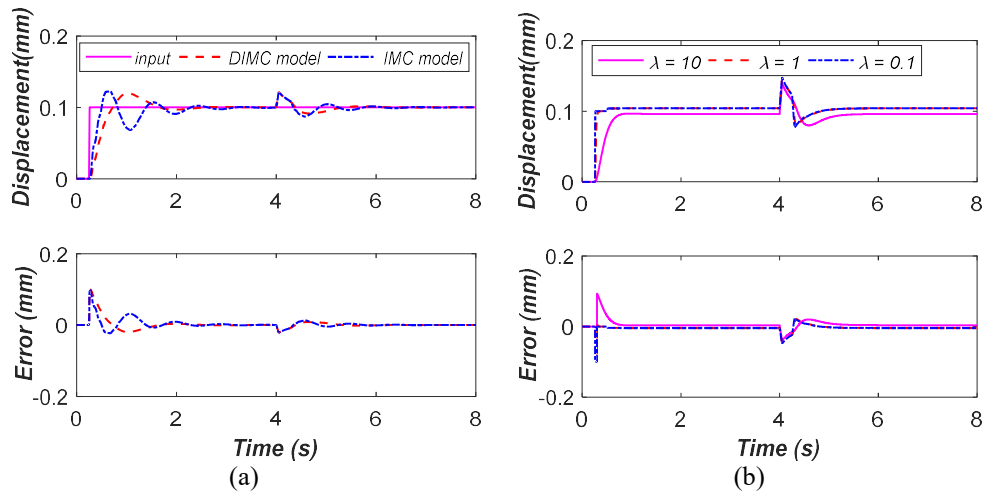 0.2
input DIMC model IMC model
0.1
0
Displacement(mm)
0 2 4 6 8
0.2
0
-0.2
Error (mm)
0 2 4 6 8
Time (s)
(a)
0.2
λ = 10 λ = 1 λ = 0.1
0.1
0
Displacement(mm)
0 2 4 6 8
0.2
0
-0.2
Error (mm)
0 2 4 6 8
Time (s)
(b)